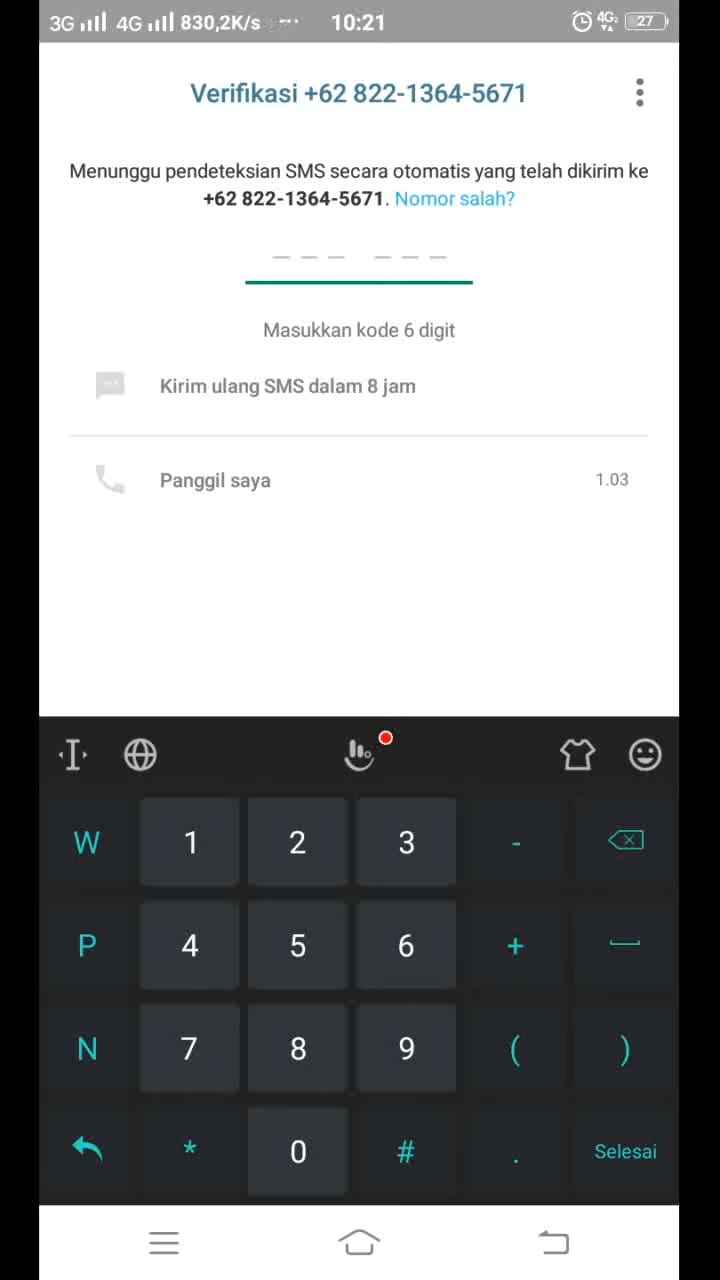 3G 4G 830,2K/s ··· 10:21 4G₂ 27
Verifikasi +62 822-1364-5671
Menunggu pendeteksian SMS secara otomatis yang telah dikirim ke
+62 822-1364-5671. Nomor salah?
Masukkan kode 6 digit
Kirim ulang SMS dalam 8 jam
Panggil saya 1.03
W 1 2 3 -
P 4 5 6 +
N 7 8 9 ( )
* 0 # . Selesai